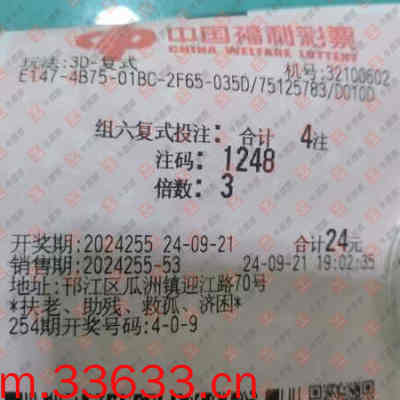 中国福利彩票
CHINA WELFARE LOTTERY
玩法:3D-复式
机号:32100602
E147-4B75-01BC-2F65-035D/75125783/D010D
组六复式投注: 合计 4注
注码: 1248
倍数: 3
开奖期:2024255 24-09-21 合计24元
销售期:2024255-53 24-09-21 19:02:35
地址:邗江区瓜洲镇迎江路70号
*扶老、助残、救孤、济困*
254期开奖号码:4-0-9
m.33633.cn